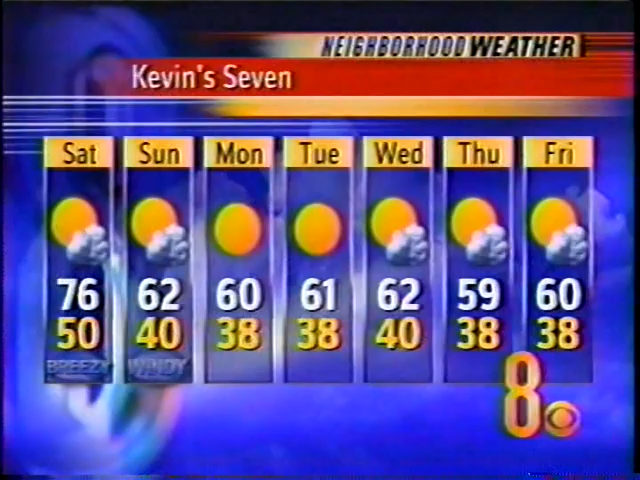 NEIGHBORHOOD WEATHER
Kevin's Seven
Sat Sun Mon Tue Wed Thu Fri
76 62 60 61 62 59 60
50 40 38 38 40 38 38
BREEZY WINDY
8